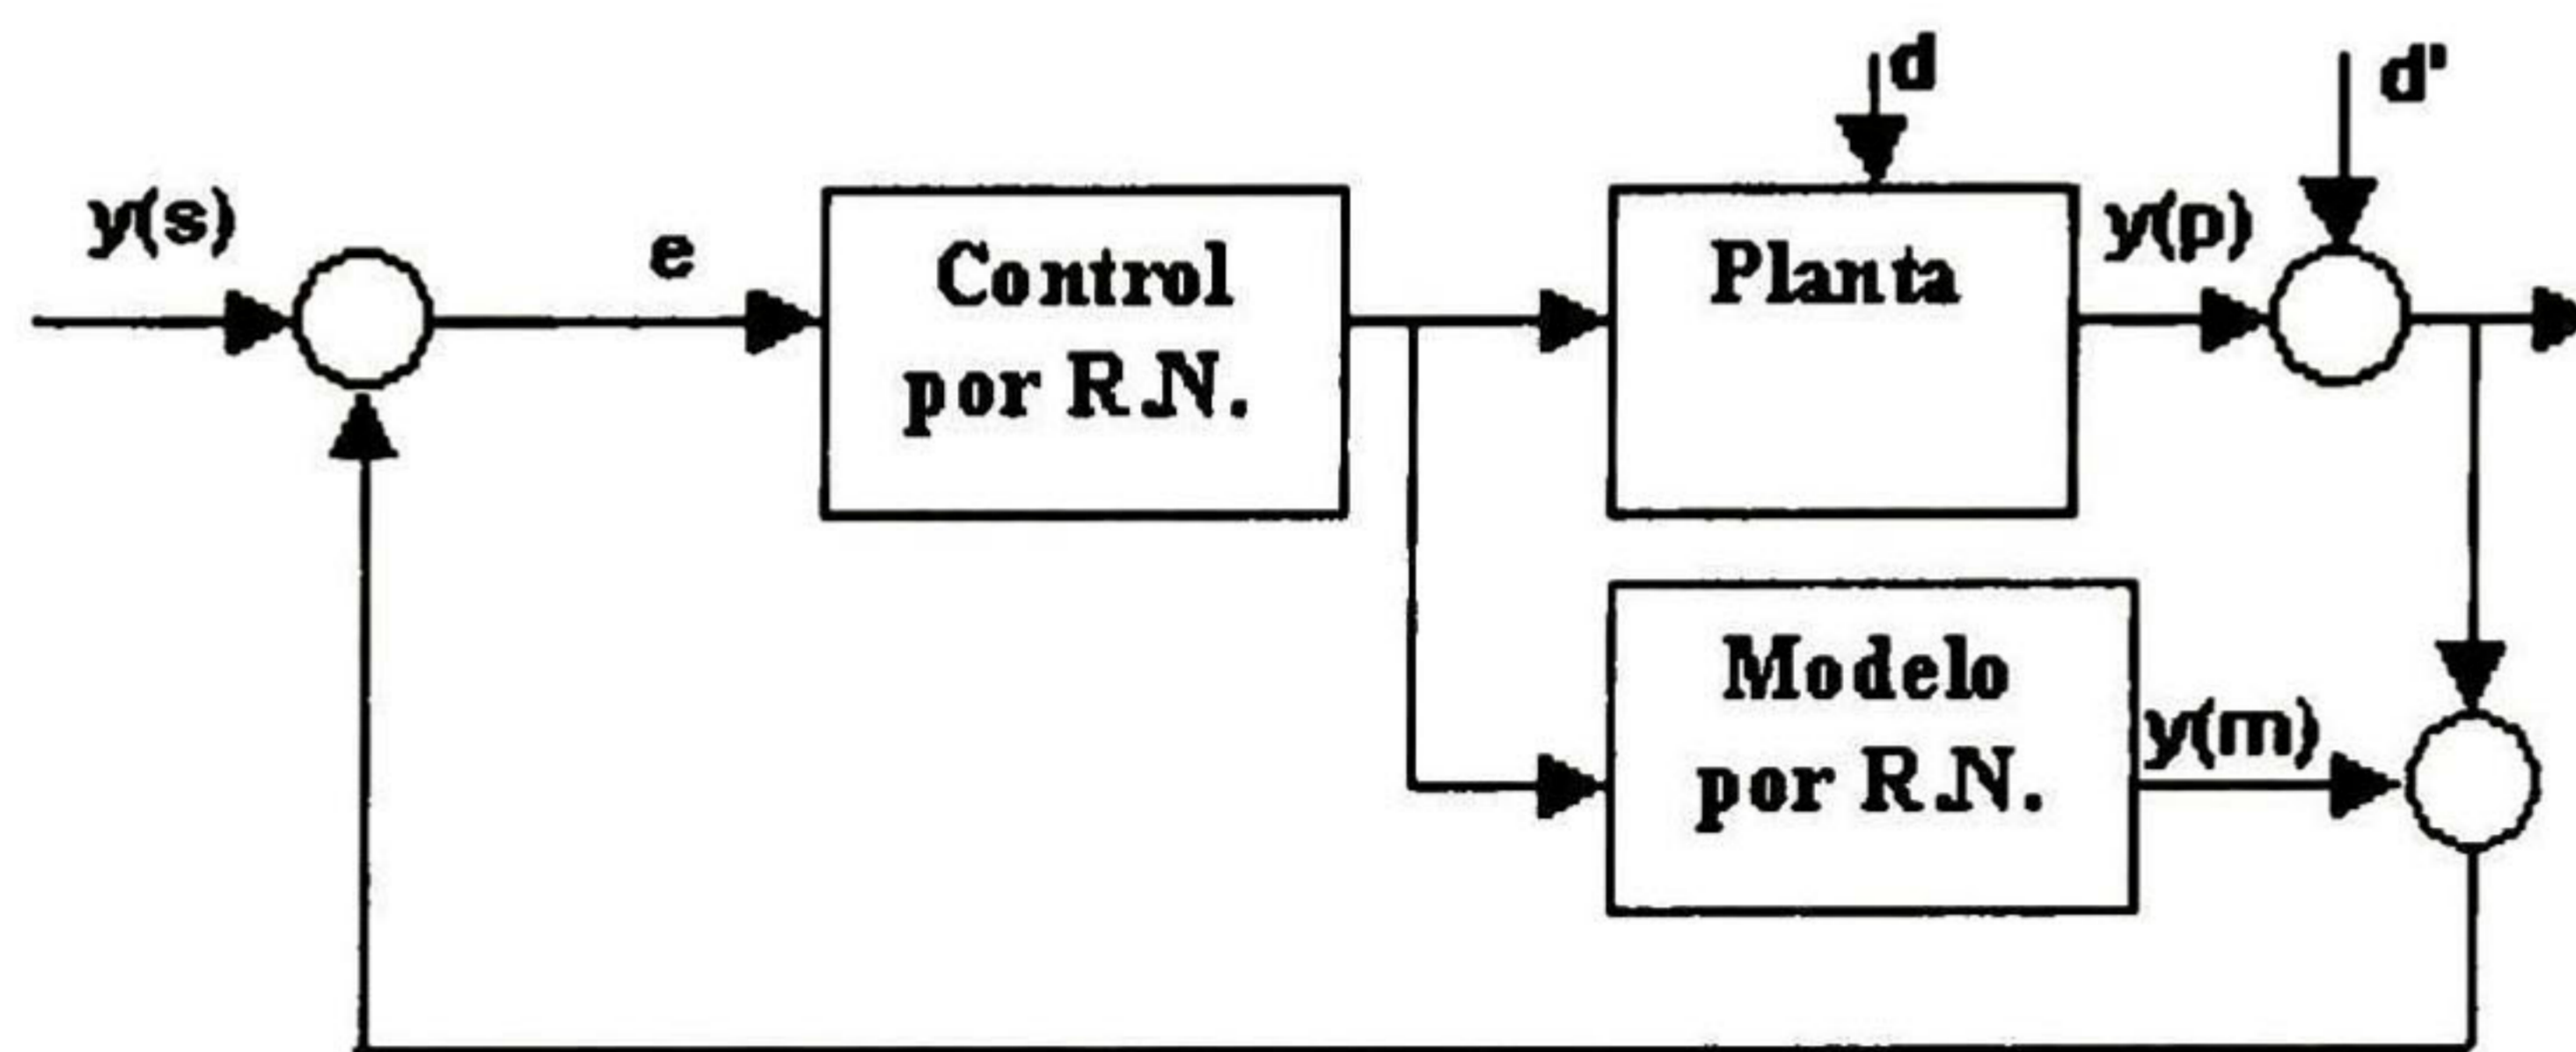 d
d'
y(s)
e
Control
por R.N.
Planta
y(p)
Modelo
por R.N.
y(m)